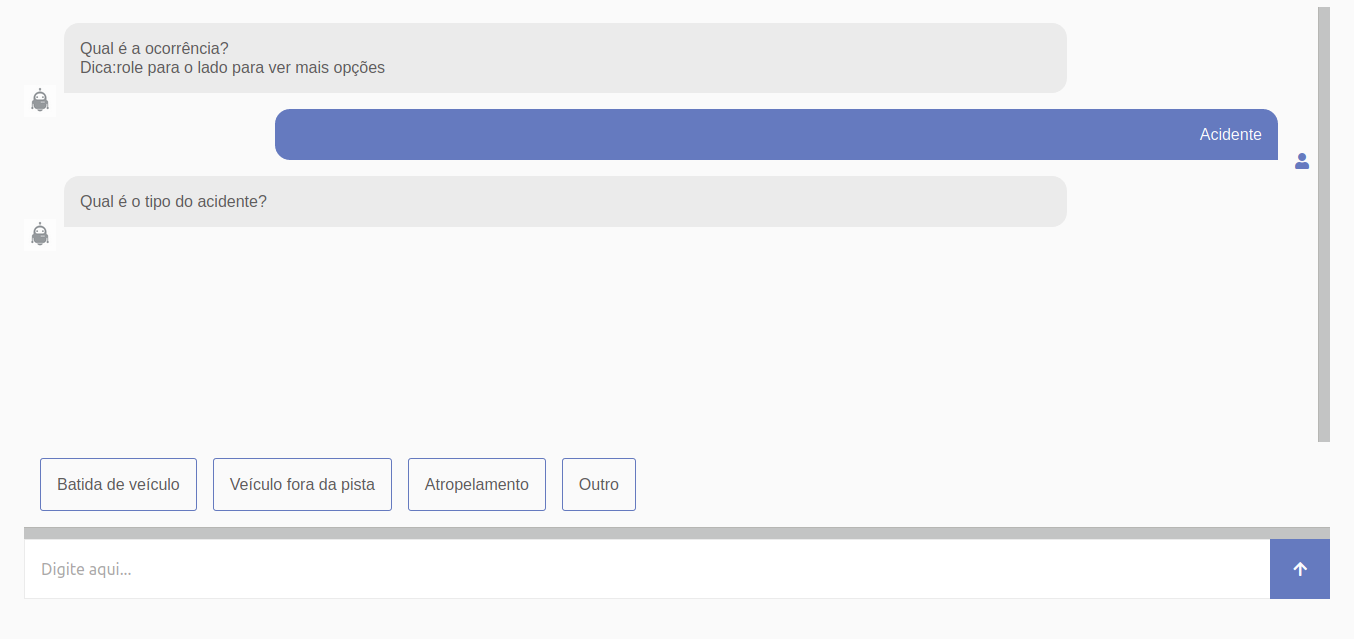 Qual é a ocorrência?
Dica:role para o lado para ver mais opções
Acidente
Qual é o tipo do acidente?
Batida de veículo
Veículo fora da pista
Atropelamento
Outro
Digite aqui...